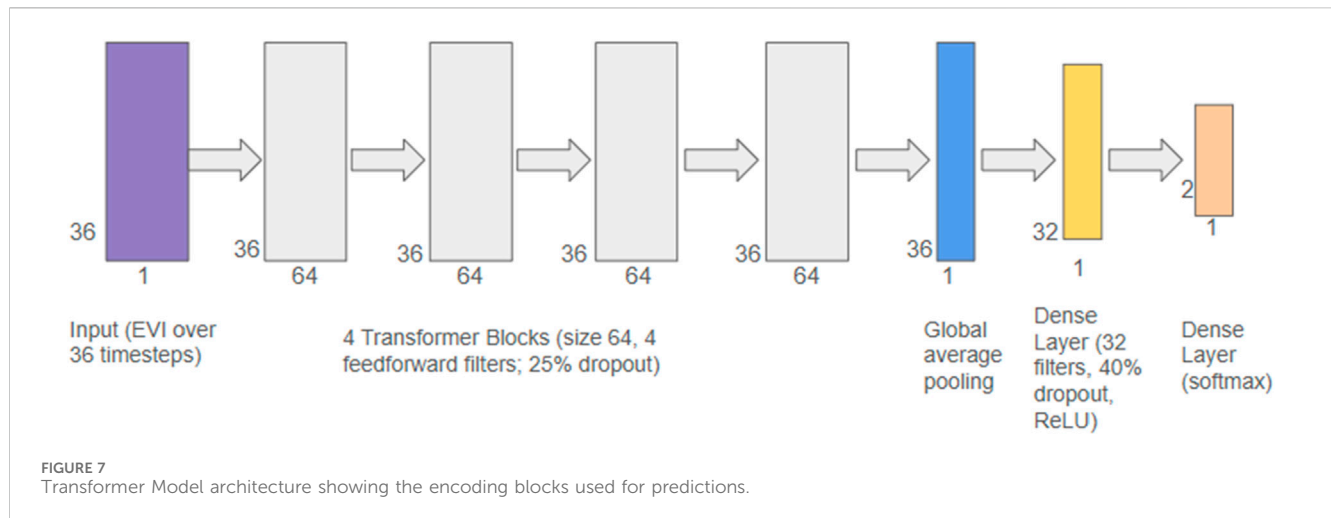 36
1
36
64
36
64
36
64
36
64
36
1
32
1
2
1
Input (EVI over
36 timesteps)
4 Transformer Blocks (size 64, 4
feedforward filters; 25% dropout)
Global
average
pooling
Dense
Layer (32
filters, 40%
dropout,
ReLU)
Dense
Layer
(softmax)
FIGURE 7
Transformer Model architecture showing the encoding blocks used for predictions.